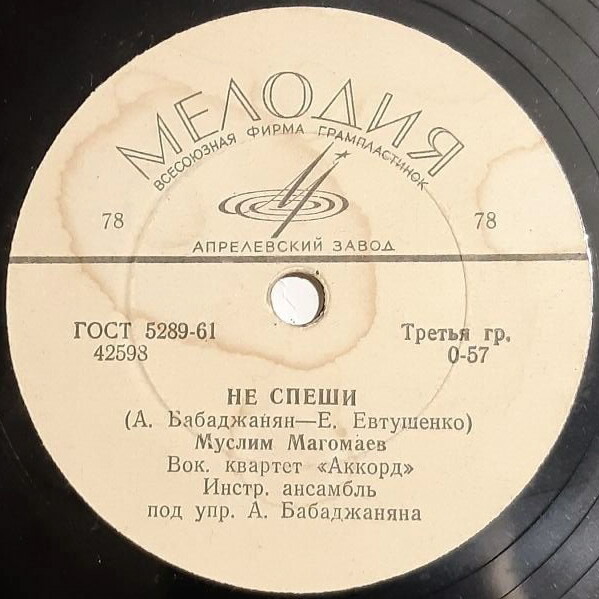 МЕЛОДИЯ
ВСЕСОЮЗНАЯ ФИРМА ГРАМПЛАСТИНОК
78 78
АПРЕЛЕВСКИЙ ЗАВОД
ГОСТ 5289-61 Третья гр.
42598 0-57
НЕ СПЕШИ
(А. Бабаджанян—Е. Евтушенко)
Муслим Магомаев
Вок. квартет «Аккорд»
Инстр. ансамбль
под упр. А. Бабаджаняна